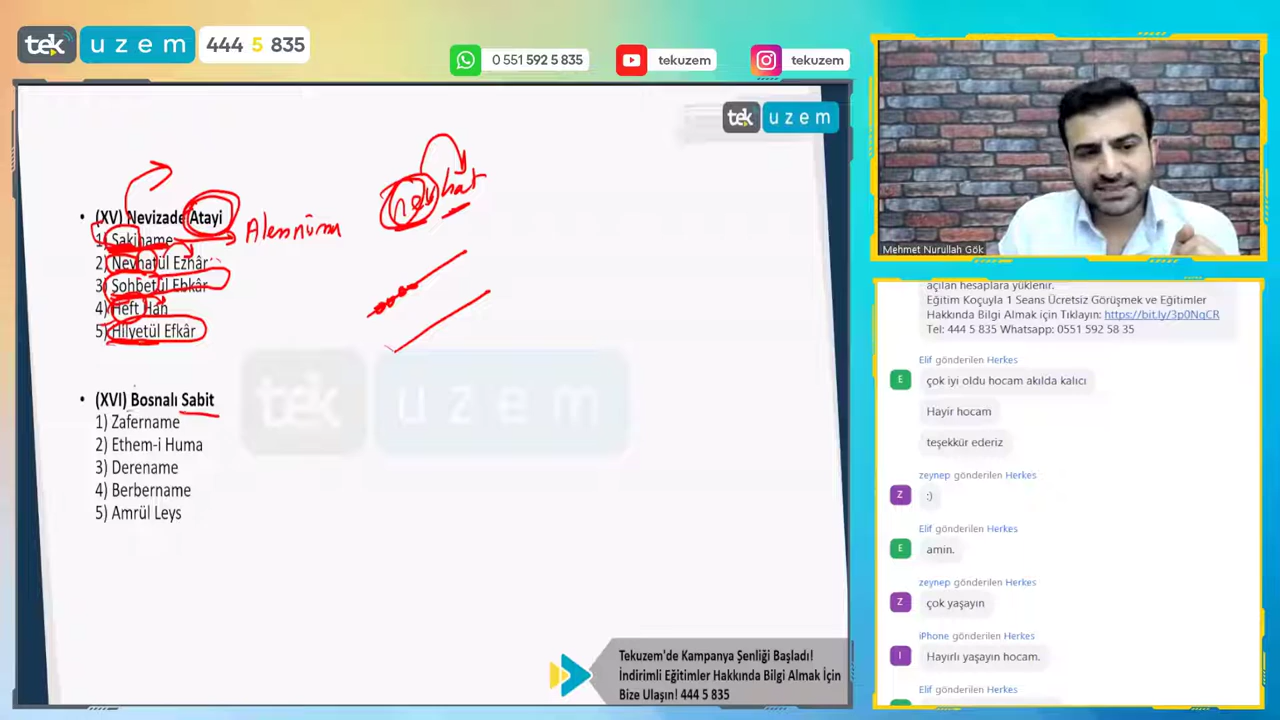 tek uzem 444 5 835
0 551 592 5 835
tekuzem
tekuzem
tek uzem
• (XV) Nevizade Atayi
1) Sakiname
Alemnüma
2) Nevhatül Ezhâr
3) Sohbetül Ebkâr
4) Heft Han
5) Hilyetül Efkâr
• (XVI) Bosnalı Sabit
1) Zafername
2) Ethem-i Huma
3) Derename
4) Berbername
5) Amrül Leys
tek uzem
Tekuzem'de Kampanya Şenliği Başladı!
İndirimli Eğitimler Hakkında Bilgi Almak İçin
Bize Ulaşın! 444 5 835
Mehmet Nurullah Gök
açılan hesaplara yüklenir.
Eğitim Koçuyla 1 Seans Ücretsiz Görüşmek ve Eğitimler
Hakkında Bilgi Almak için Tıklayın: https://bit.ly/3p0NqCR
Tel: 444 5 835 Whatsapp: 0551 592 58 35
Elif gönderilen Herkes
E
çok iyi oldu hocam akılda kalıcı
Hayir hocam
teşekkür ederiz
zeynep gönderilen Herkes
Z
:)
Elif gönderilen Herkes
E
amin.
zeynep gönderilen Herkes
Z
çok yaşayın
iPhone gönderilen Herkes
I
Hayırlı yaşayın hocam.
Elif gönderilen Herkes